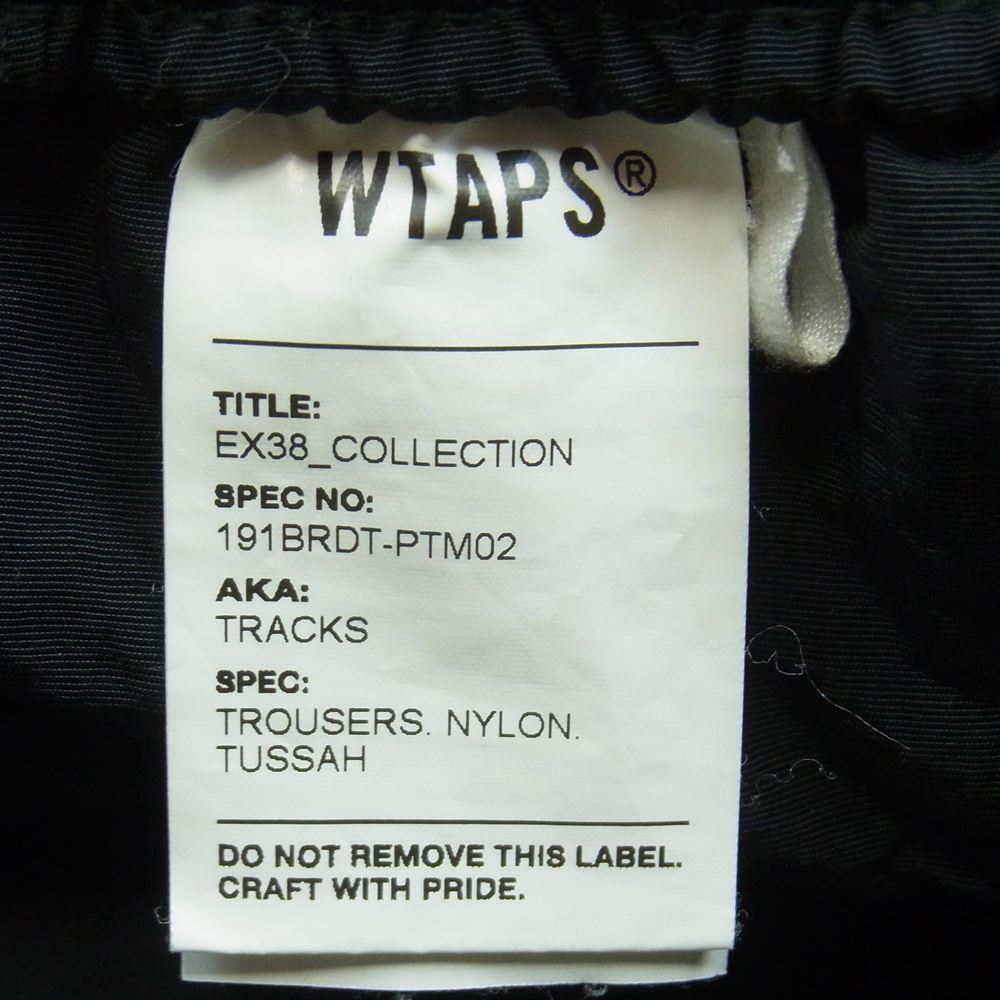 WTAPS®
TITLE:
EX38_COLLECTION
SPEC NO:
191BRDT-PTM02
AKA:
TRACKS
SPEC:
TROUSERS. NYLON.
TUSSAH
DO NOT REMOVE THIS LABEL.
CRAFT WITH PRIDE.